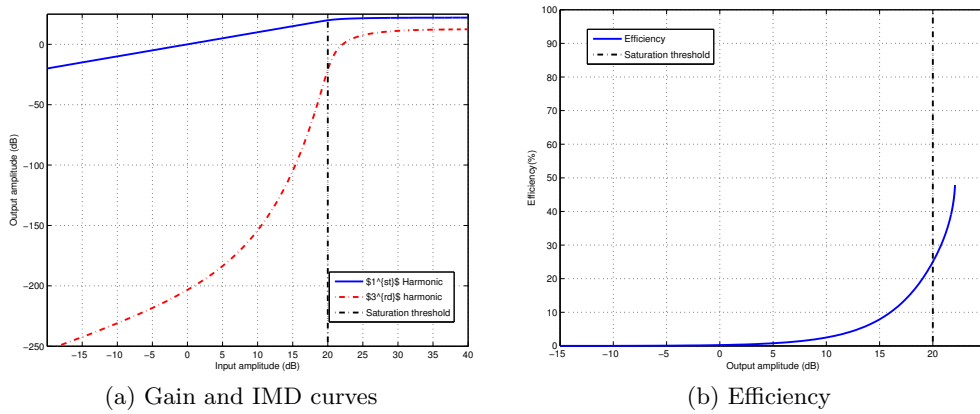 0
−50
−100
−150
−200
−250
Output amplitude (dB)
−15 −10 −5 0 5 10 15 20 25 30 35 40
Input amplitude (dB)
$1^{st}$ Harmonic
$3^{rd}$ harmonic
Saturation threshold
(a) Gain and IMD curves
100
90
80
70
60
50
40
30
20
10
0
Efficiency(%)
Efficiency
Saturation threshold
−15 −10 −5 0 5 10 15 20
Output amplitude (dB)
(b) Efficiency